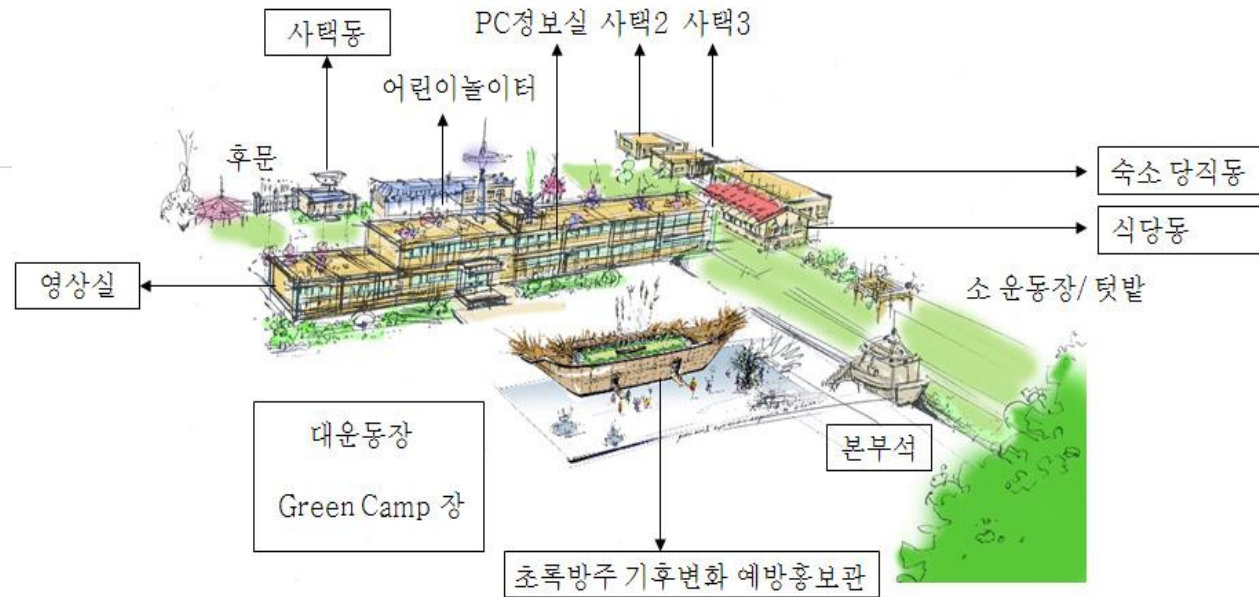 사택동
PC정보실 사택2 사택3
어린이놀이터
후문
숙소 당직동
식당동
영상실
소 운동장/ 텃밭
대운동장
Green Camp 장
본부석
초록방주 기후변화 예방홍보관